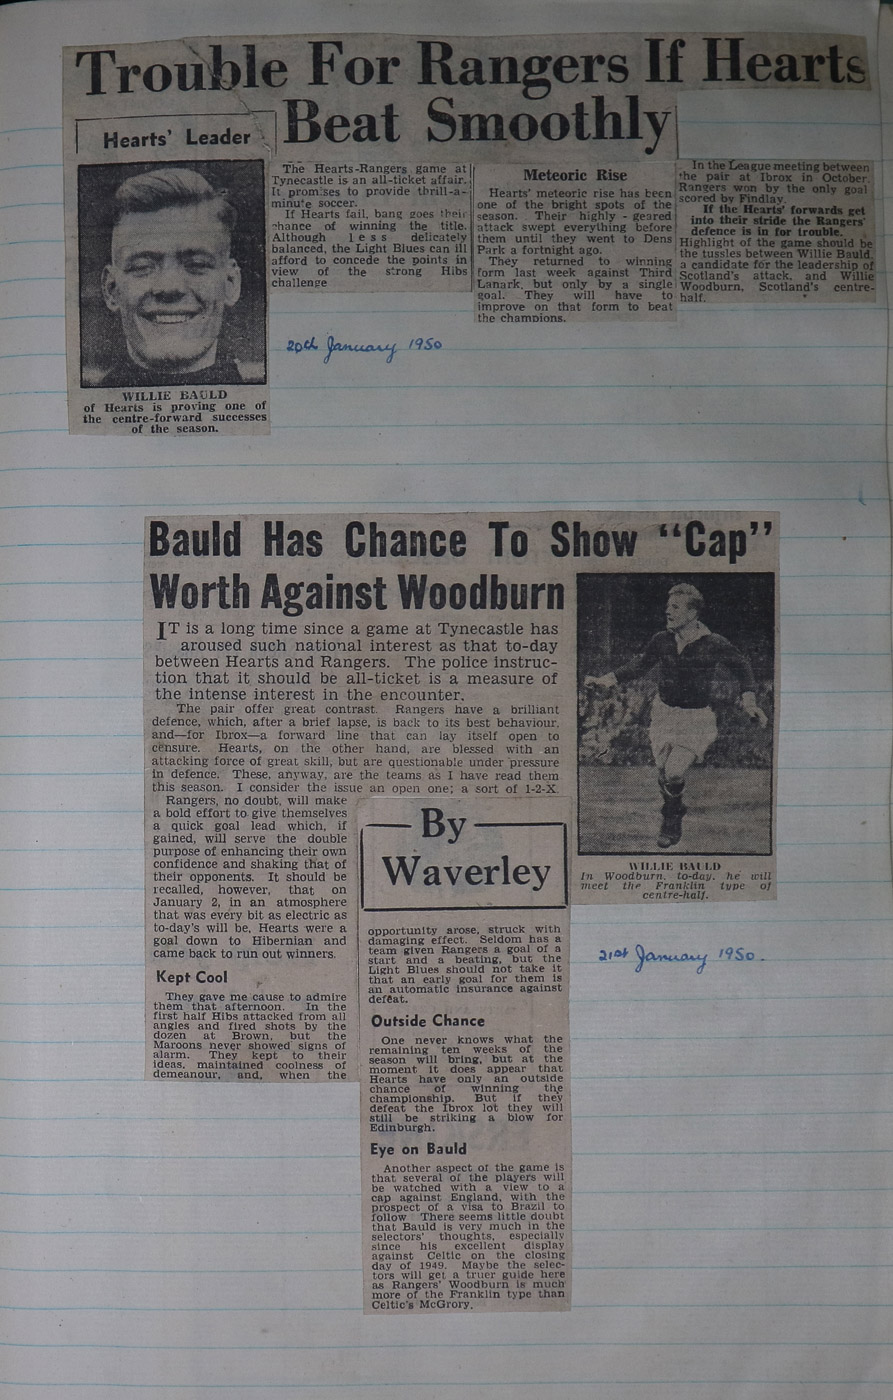 Trouble For Rangers If Hearts
Beat Smoothly
Hearts' Leader
WILLIE BAULD
of Hearts is proving one of
the centre-forward successes
of the season.
The Hearts-Rangers game at
Tynecastle is an all-ticket affair.
It promises to provide thrill-a-
minute soccer.
If Hearts fail, bang goes their
chance of winning the title.
Although less delicately
balanced, the Light Blues can ill
afford to concede the points in
view of the strong Hibs
challenge
Meteoric Rise
Hearts' meteoric rise has been
one of the bright spots of the
season. Their highly - geared
attack swept everything before
them until they went to Dens
Park a fortnight ago.
They returned to winning
form last week against Third
Lanark, but only by a single
goal. They will have to
improve on that form to beat
the champions.
In the League meeting between
the pair at Ibrox in October,
Rangers won by the only goal
scored by Findlay.
If the Hearts' forwards get
into their stride the Rangers'
defence is in for trouble.
Highlight of the game should be
the tussles between Willie Bauld,
a candidate for the leadership of
Scotland's attack, and Willie
Woodburn, Scotland's centre-
half.
20th January 1950
Bauld Has Chance To Show "Cap"
Worth Against Woodburn
IT is a long time since a game at Tynecastle has
aroused such national interest as that to-day
between Hearts and Rangers. The police instruc-
tion that it should be all-ticket is a measure of
the intense interest in the encounter.
The pair offer great contrast. Rangers have a brilliant
defence, which, after a brief lapse, is back to its best behaviour,
and—for Ibrox—a forward line that can lay itself open to
censure. Hearts, on the other hand, are blessed with an
attacking force of great skill, but are questionable under pressure
in defence. These, anyway, are the teams as I have read them
this season. I consider the issue an open one; a sort of 1-2-X.
Rangers, no doubt, will make
a bold effort to give themselves
a quick goal lead which, if
gained, will serve the double
purpose of enhancing their own
confidence and shaking that of
their opponents. It should be
recalled, however, that on
January 2, in an atmosphere
that was every bit as electric as
to-day's will be, Hearts were a
goal down to Hibernian and
came back to run out winners.
Kept Cool
They gave me cause to admire
them that afternoon. In the
first half Hibs attacked from all
angles and fired shots by the
dozen at Brown, but the
Maroons never showed signs of
alarm. They kept to their
ideas, maintained coolness of
demeanour, and, when the
By
Waverley
opportunity arose, struck with
damaging effect. Seldom has a
team given Rangers a goal of a
start and a beating, but the
Light Blues should not take it
that an early goal for them is
an automatic insurance against
defeat.
Outside Chance
One never knows what the
remaining ten weeks of the
season will bring, but at the
moment it does appear that
Hearts have only an outside
chance of winning the
championship. But if they
defeat the Ibrox lot they will
still be striking a blow for
Edinburgh.
Eye on Bauld
Another aspect of the game is
that several of the players will
be watched with a view to a
cap against England, with the
prospect of a visa to Brazil to
follow There seems little doubt
that Bauld is very much in the
selectors' thoughts, especially
since his excellent display
against Celtic on the closing
day of 1949. Maybe the selec-
tors will get a truer guide here
as Rangers' Woodburn is much
more of the Franklin type than
Celtic's McGrory.
WILLIE BAULD
In Woodburn, to-day, he will
meet the Franklin type of
centre-half.
21st January 1950.